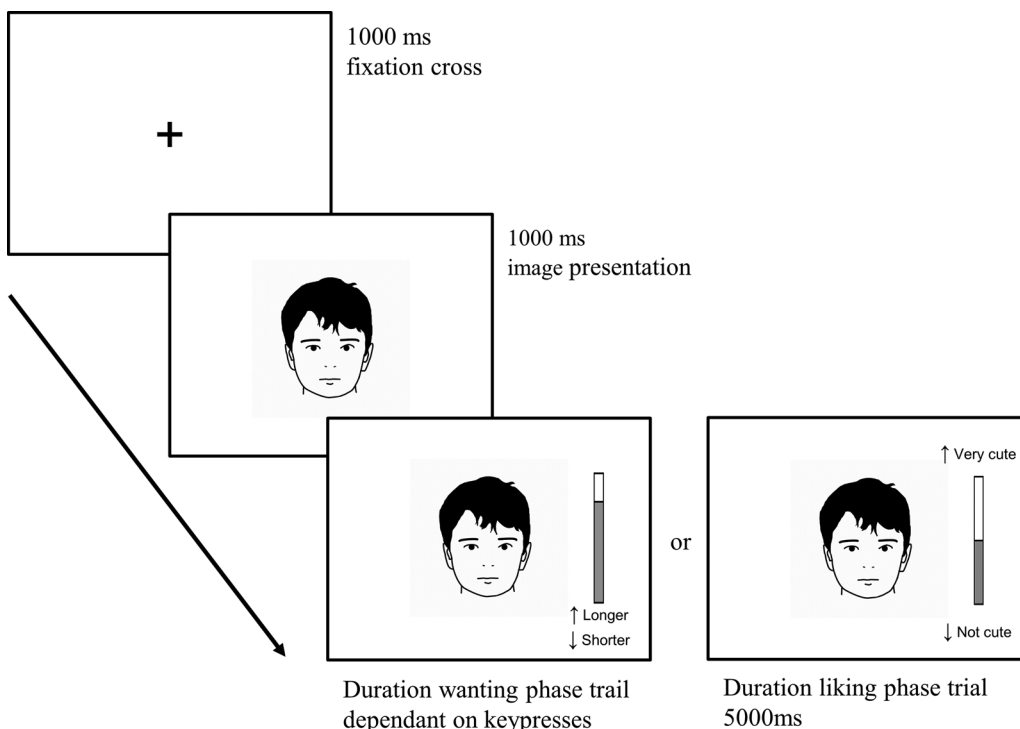 1000 ms
fixation cross
+
1000 ms
image presentation
↑ Longer
↓ Shorter
or
↑ Very cute
↓ Not cute
Duration wanting phase trail
dependant on keypresses
Duration liking phase trial
5000ms